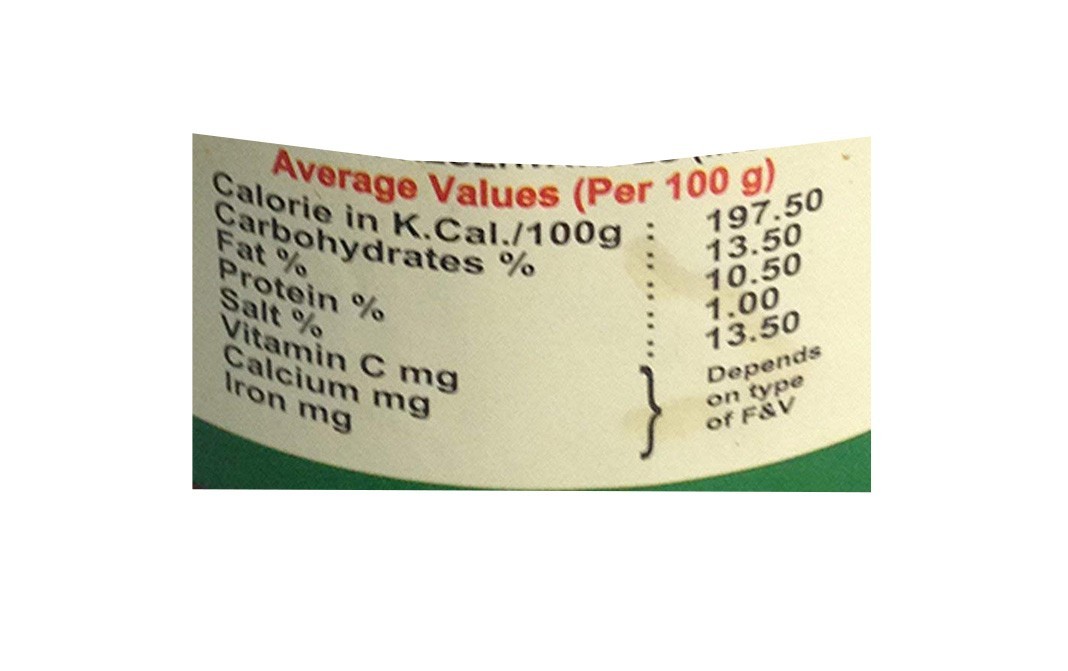 Average Values (Per 100 g)
Calorie in K.Cal./100g : 197.50
Carbohydrates % : 13.50
Fat % : 10.50
Protein % : 1.00
Salt % : 13.50
Vitamin C mg } Depends
Calcium mg on type
Iron mg of F&V